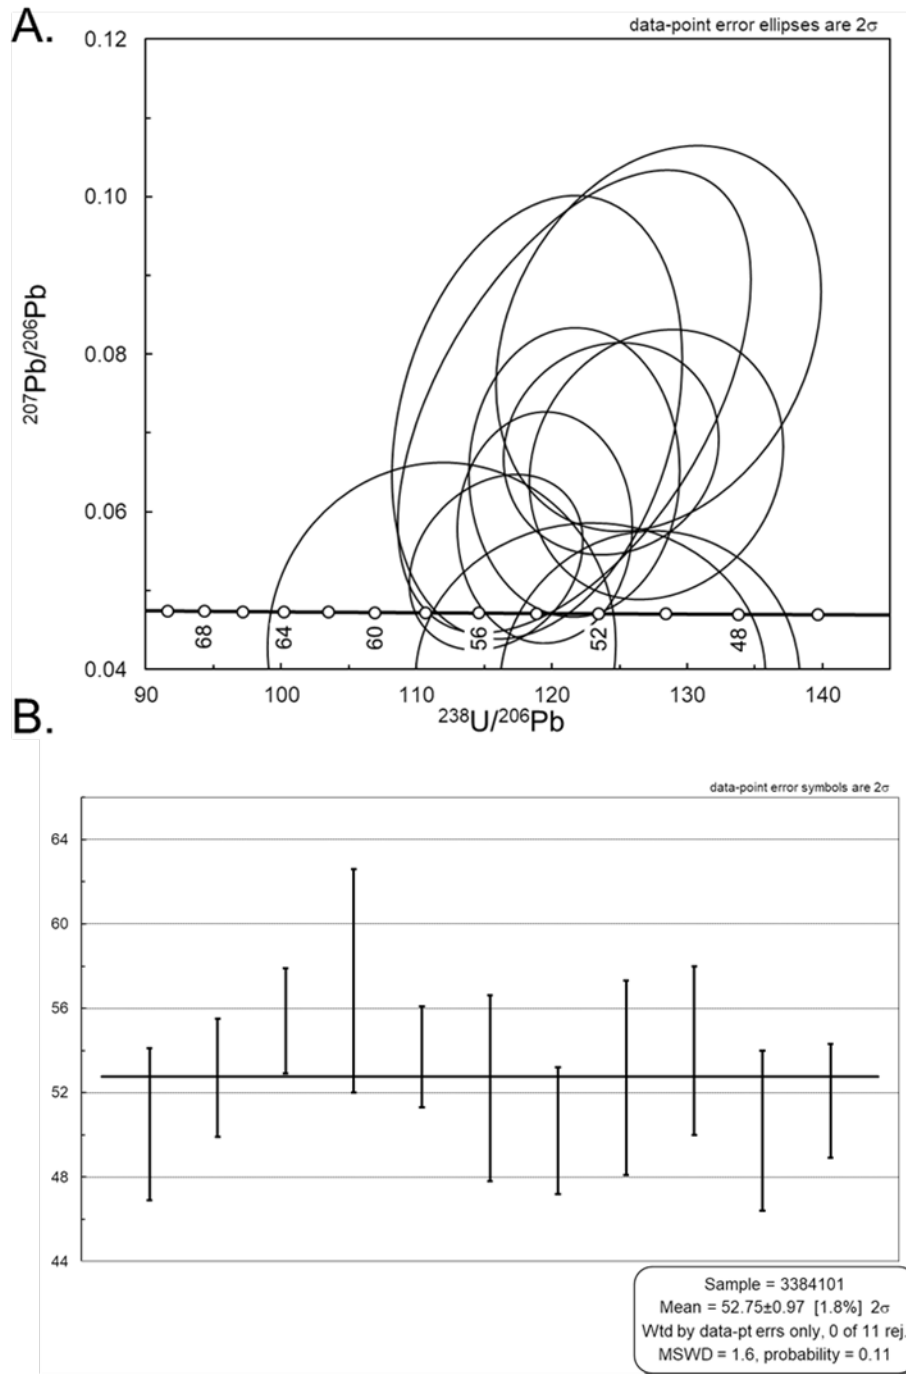 A.
data-point error ellipses are 2σ
0.12
0.10
0.08
0.06
0.04
207Pb/206Pb
68
64
60
56
52
48
90
100
110
120
130
140
238U/206Pb
B.
data-point error symbols are 2σ
64
60
56
52
48
44
Sample = 3384101
Mean = 52.75±0.97 [1.8%] 2σ
Wtd by data-pt errs only, 0 of 11 rej.
MSWD = 1.6, probability = 0.11